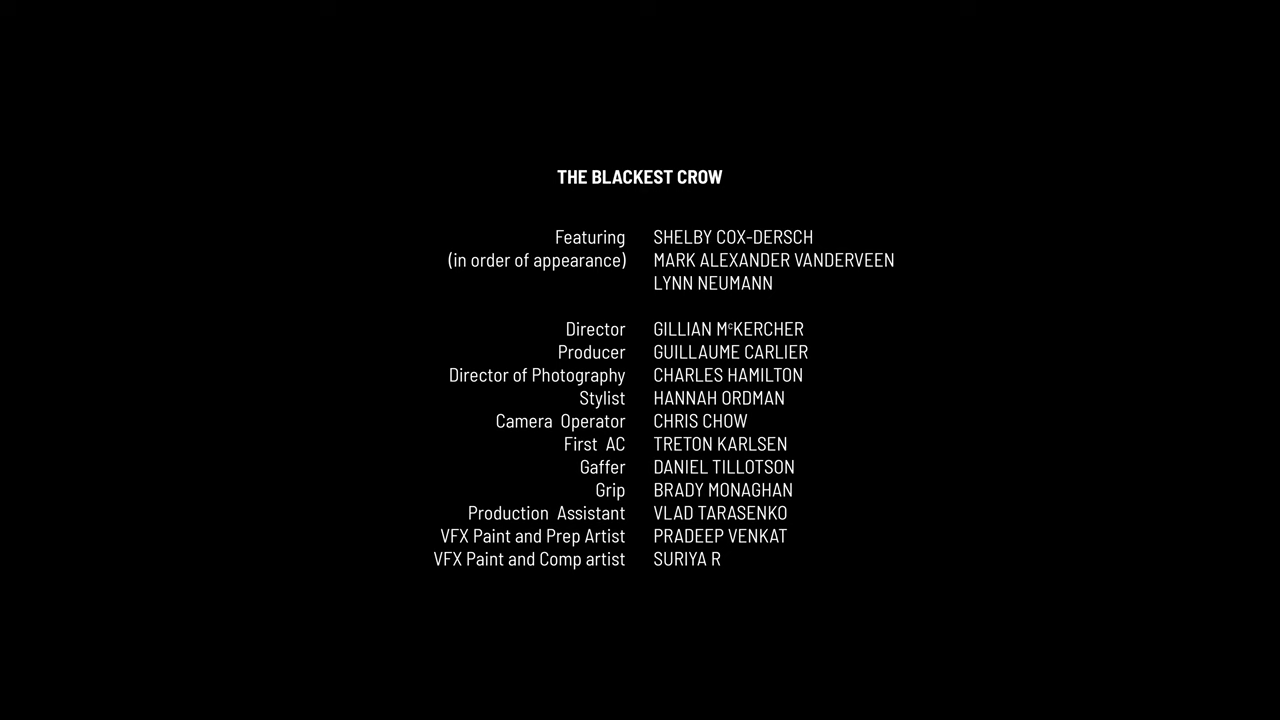 THE BLACKEST CROW
Featuring SHELBY COX-DERSCH
(in order of appearance) MARK ALEXANDER VANDERVEEN
LYNN NEUMANN
Director GILLIAN McKERCHER
Producer GUILLAUME CARLIER
Director of Photography CHARLES HAMILTON
Stylist HANNAH ORDMAN
Camera Operator CHRIS CHOW
First AC TRETON KARLSEN
Gaffer DANIEL TILLOTSON
Grip BRADY MONAGHAN
Production Assistant VLAD TARASENKO
VFX Paint and Prep Artist PRADEEP VENKAT
VFX Paint and Comp artist SURIYA R